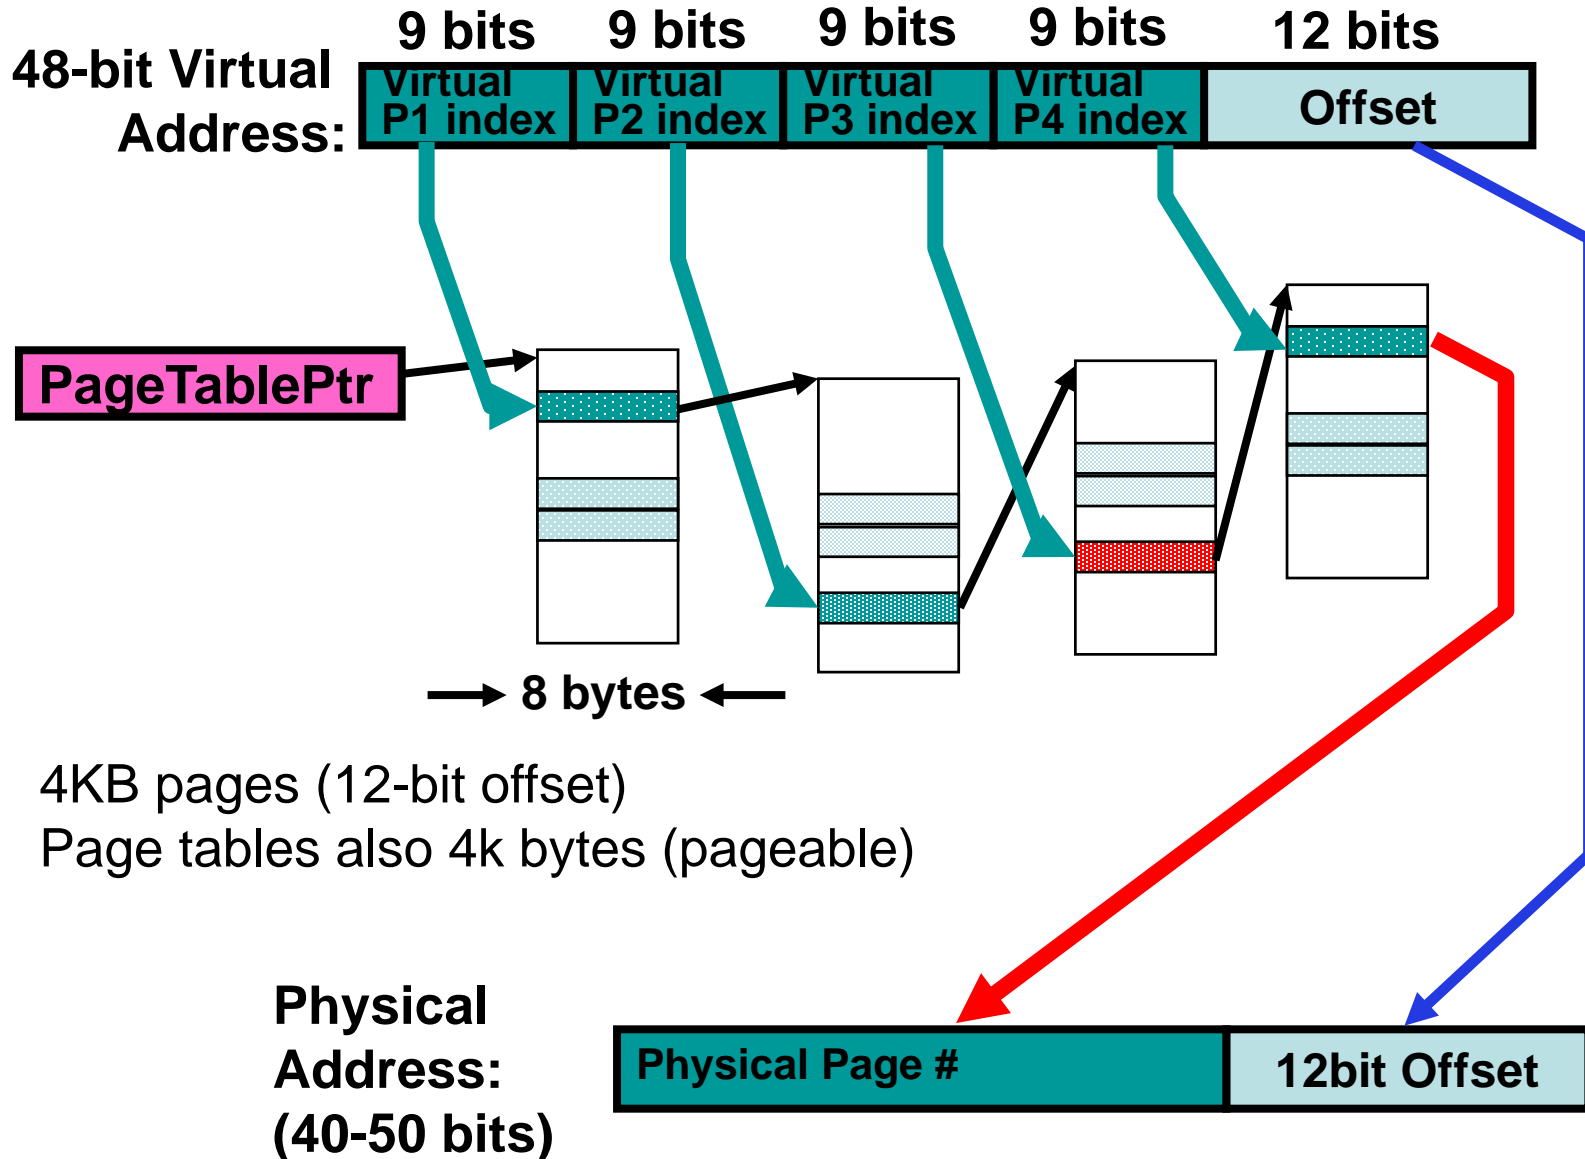 9 bits 9 bits 9 bits 9 bits 12 bits
48-bit Virtual
Address:
Virtual
P1 index
Virtual
P2 index
Virtual
P3 index
Virtual
P4 index
Offset
PageTablePtr
8 bytes
4KB pages (12-bit offset)
Page tables also 4k bytes (pageable)
Physical
Address:
(40-50 bits)
Physical Page #
12bit Offset